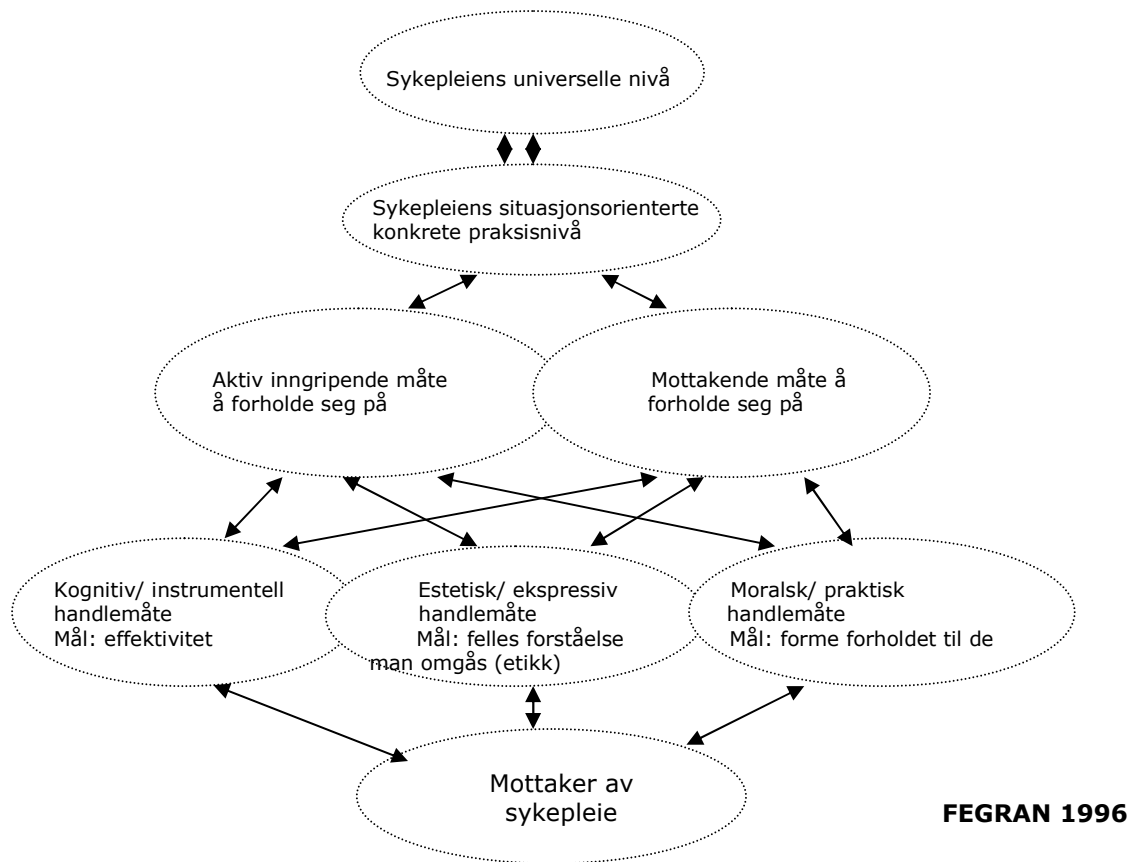 Sykepleiens universelle nivå
Sykepleiens situasjonsorienterte
konkrete praksisnivå
Aktiv inngripende måte
å forholde seg på
Mottakende måte å
forholde seg på
Kognitiv/ instrumentell
handlemåte
Mål: effektivitet
Estetisk/ ekspressiv
handlemåte
Mål: felles forståelse
man omgås (etikk)
Moralsk/ praktisk
handlemåte
Mål: forme forholdet til de
Mottaker av
sykepleie
FEGRAN 1996